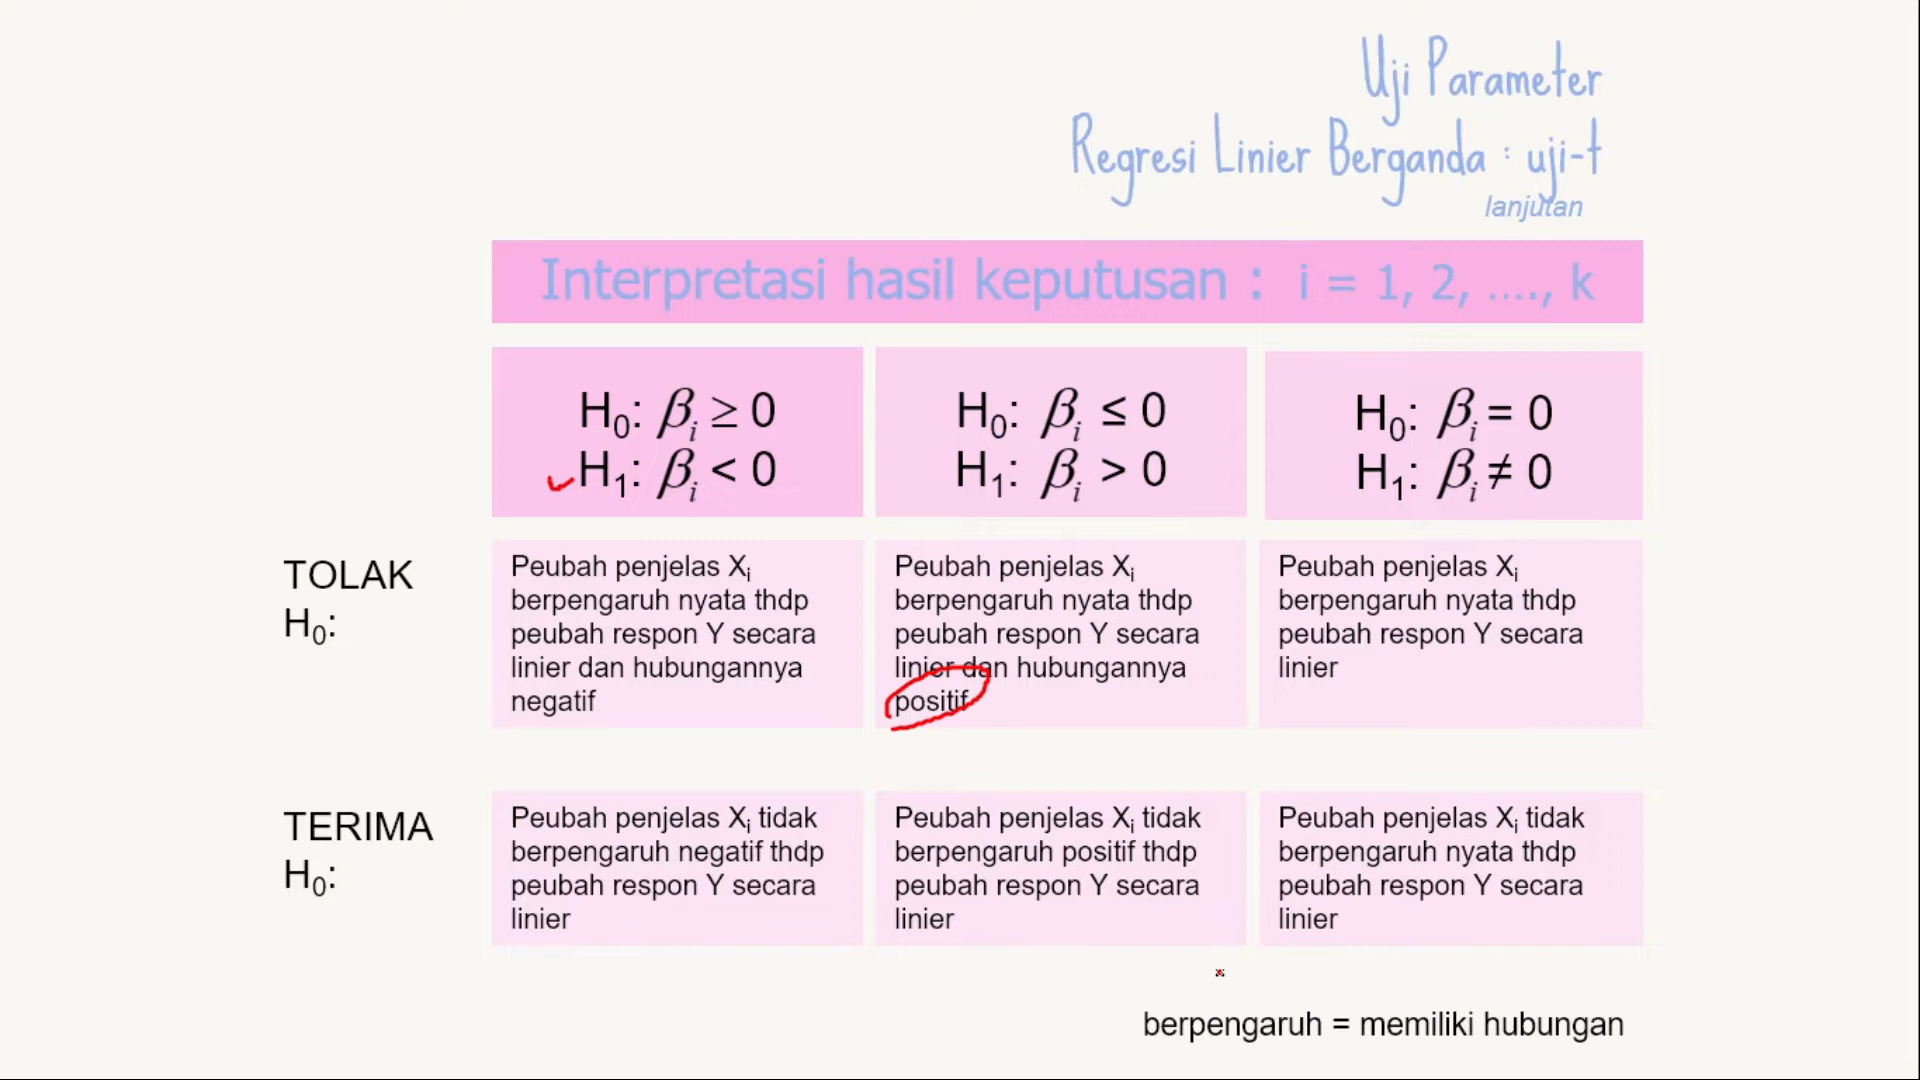 Uji Parameter
Regresi Linier Berganda : uji-t
lanjutan
Interpretasi hasil keputusan : i = 1, 2, ...., k
H₀: βᵢ ≥ 0
H₁: βᵢ < 0
H₀: βᵢ ≤ 0
H₁: βᵢ > 0
H₀: βᵢ = 0
H₁: βᵢ ≠ 0
TOLAK
H₀:
Peubah penjelas Xᵢ
berpengaruh nyata thdp
peubah respon Y secara
linier dan hubungannya
negatif
Peubah penjelas Xᵢ
berpengaruh nyata thdp
peubah respon Y secara
linier dan hubungannya
positif
Peubah penjelas Xᵢ
berpengaruh nyata thdp
peubah respon Y secara
linier
TERIMA
H₀:
Peubah penjelas Xᵢ tidak
berpengaruh negatif thdp
peubah respon Y secara
linier
Peubah penjelas Xᵢ tidak
berpengaruh positif thdp
peubah respon Y secara
linier
Peubah penjelas Xᵢ tidak
berpengaruh nyata thdp
peubah respon Y secara
linier
berpengaruh = memiliki hubungan